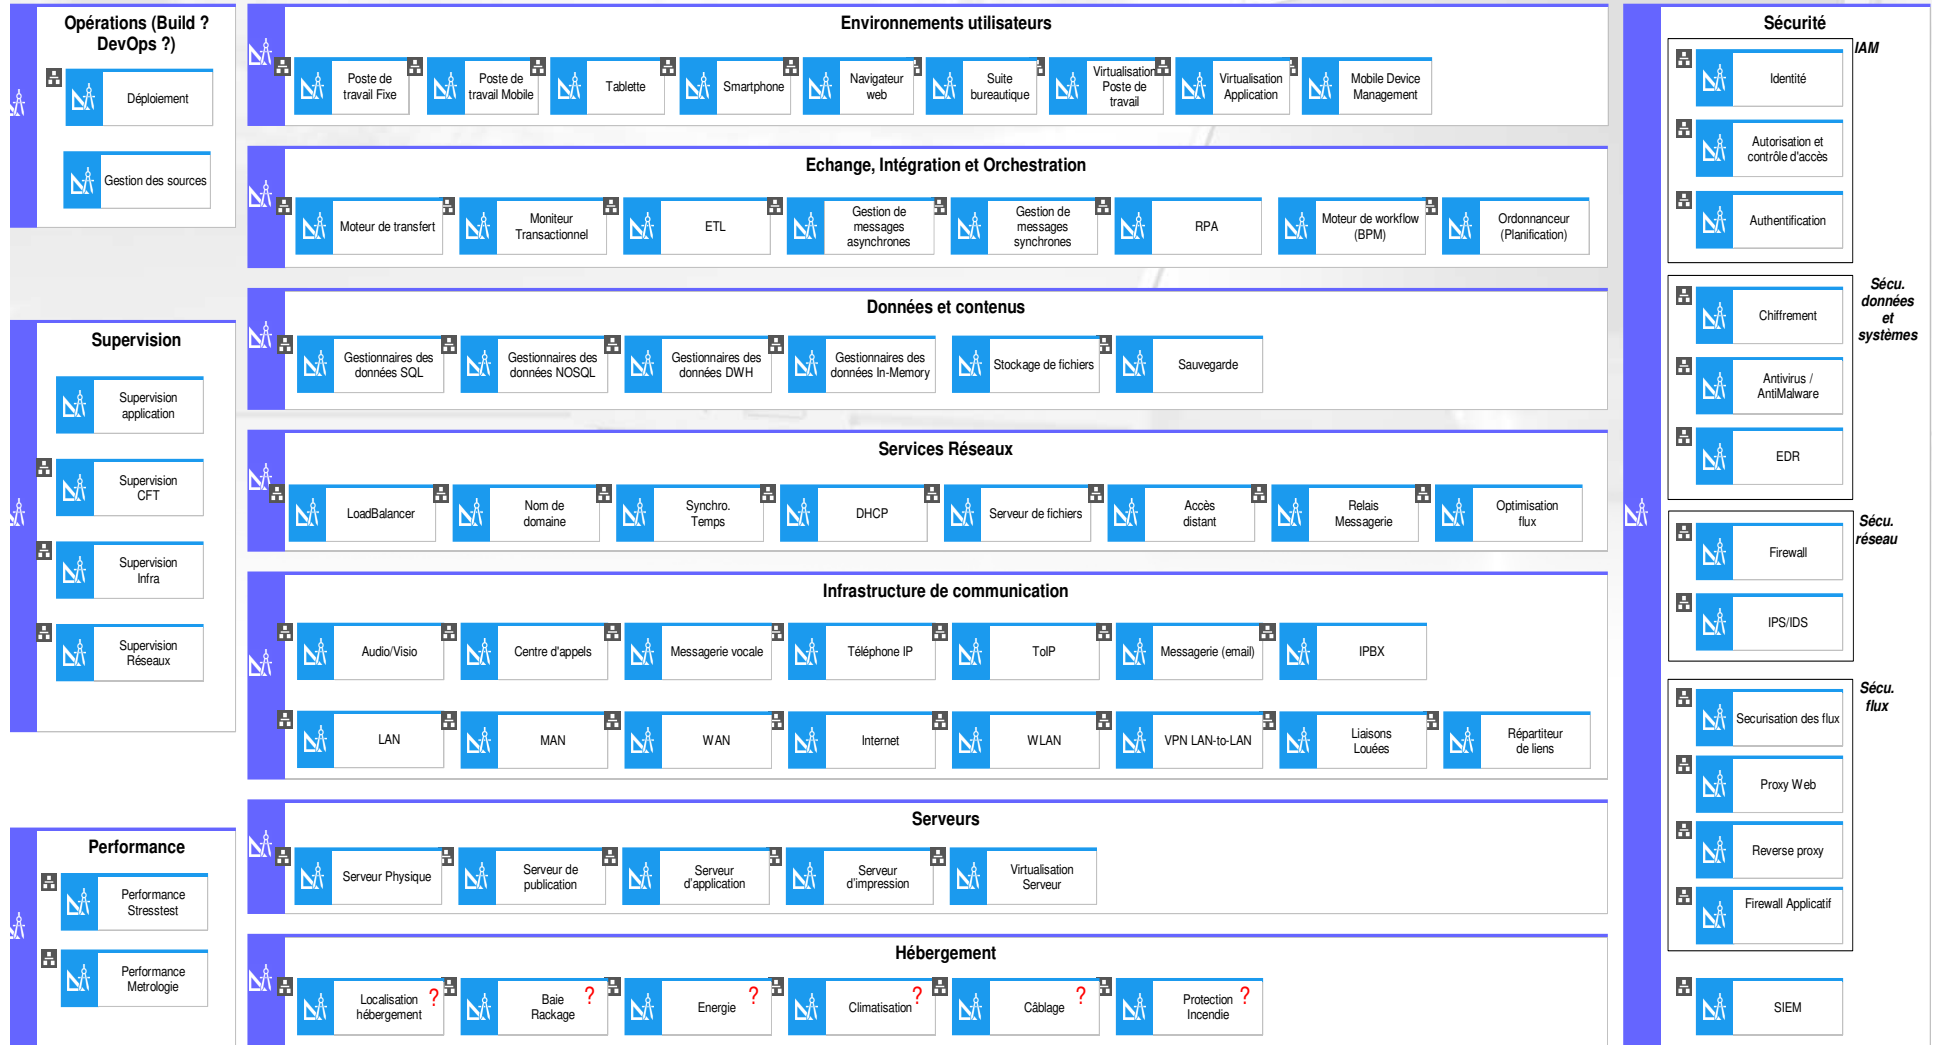 Opérations (Build ?
DevOps ?)
Déploiement
Gestion des sources
Supervision
Supervision
application
Supervision
CFT
Supervision
Infra
Supervision
Réseaux
Performance
Performance
Stresstest
Performance
Metrologie
Environnements utilisateurs
Poste de
travail Fixe
Poste de
travail Mobile
Tablette
Smartphone
Navigateur
web
Suite
bureautique
Virtualisation
Poste de
travail
Virtualisation
Application
Mobile Device
Management
Echange, Intégration et Orchestration
Moteur de transfert
Moniteur
Transactionnel
ETL
Gestion de
messages
asynchrones
Gestion de
messages
synchrones
RPA
Moteur de workflow
(BPM)
Ordonnanceur
(Planification)
Données et contenus
Gestionnaires des
données SQL
Gestionnaires des
données NOSQL
Gestionnaires des
données DWH
Gestionnaires des
données In-Memory
Stockage de fichiers
Sauvegarde
Services Réseaux
LoadBalancer
Nom de
domaine
Synchro.
Temps
DHCP
Serveur de fichiers
Accès
distant
Relais
Messagerie
Optimisation
flux
Infrastructure de communication
Audio/Visio
Centre d'appels
Messagerie vocale
Téléphone IP
ToIP
Messagerie (email)
IPBX
LAN
MAN
WAN
Internet
WLAN
VPN LAN-to-LAN
Liaisons
Louées
Répartiteur
de liens
Serveurs
Serveur Physique
Serveur de
publication
Serveur
d'application
Serveur
d'impression
Virtualisation
Serveur
Hébergement
Localisation ?
hébergement
Baie ?
Rackage
Energie ?
Climatisation ?
Câblage ?
Protection ?
Incendie
Sécurité
IAM
Identité
Autorisation et
contrôle d'accès
Authentification
Sécu.
données
et
systèmes
Chiffrement
Antivirus /
AntiMalware
EDR
Sécu.
réseau
Firewall
IPS/IDS
Sécu.
flux
Securisation des flux
Proxy Web
Reverse proxy
Firewall Applicatif
SIEM